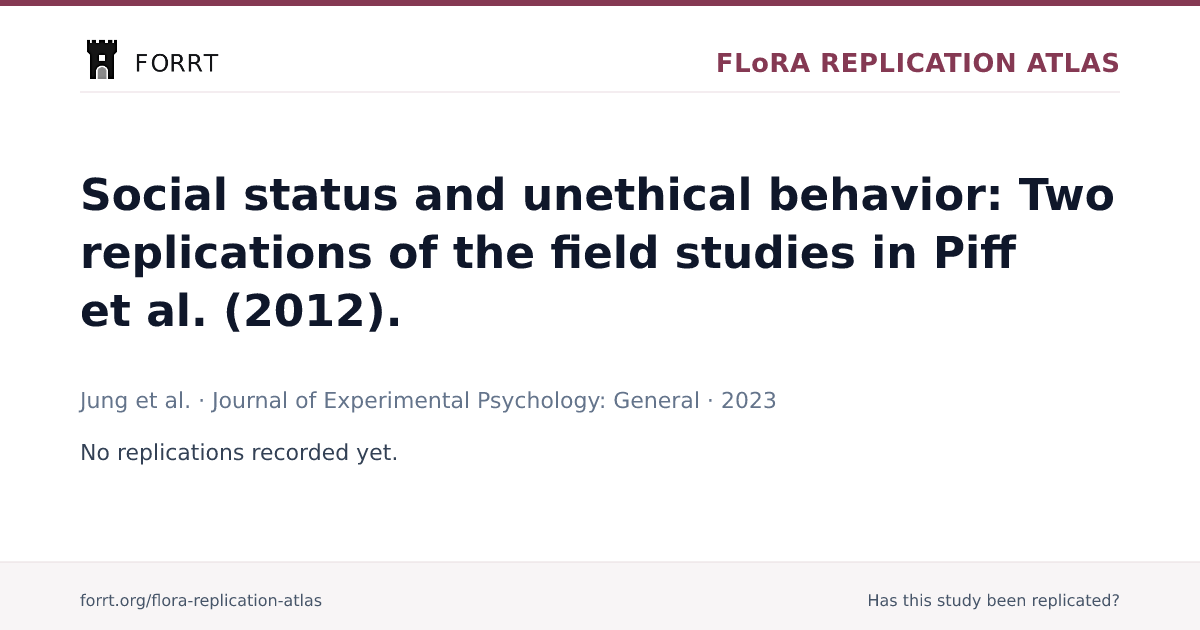 FORRT
FLoRA REPLICATION ATLAS
Social status and unethical behavior: Two
replications of the field studies in Piff
et al. (2012).
Jung et al. · Journal of Experimental Psychology: General · 2023
No replications recorded yet.
forrt.org/flora-replication-atlas
Has this study been replicated?